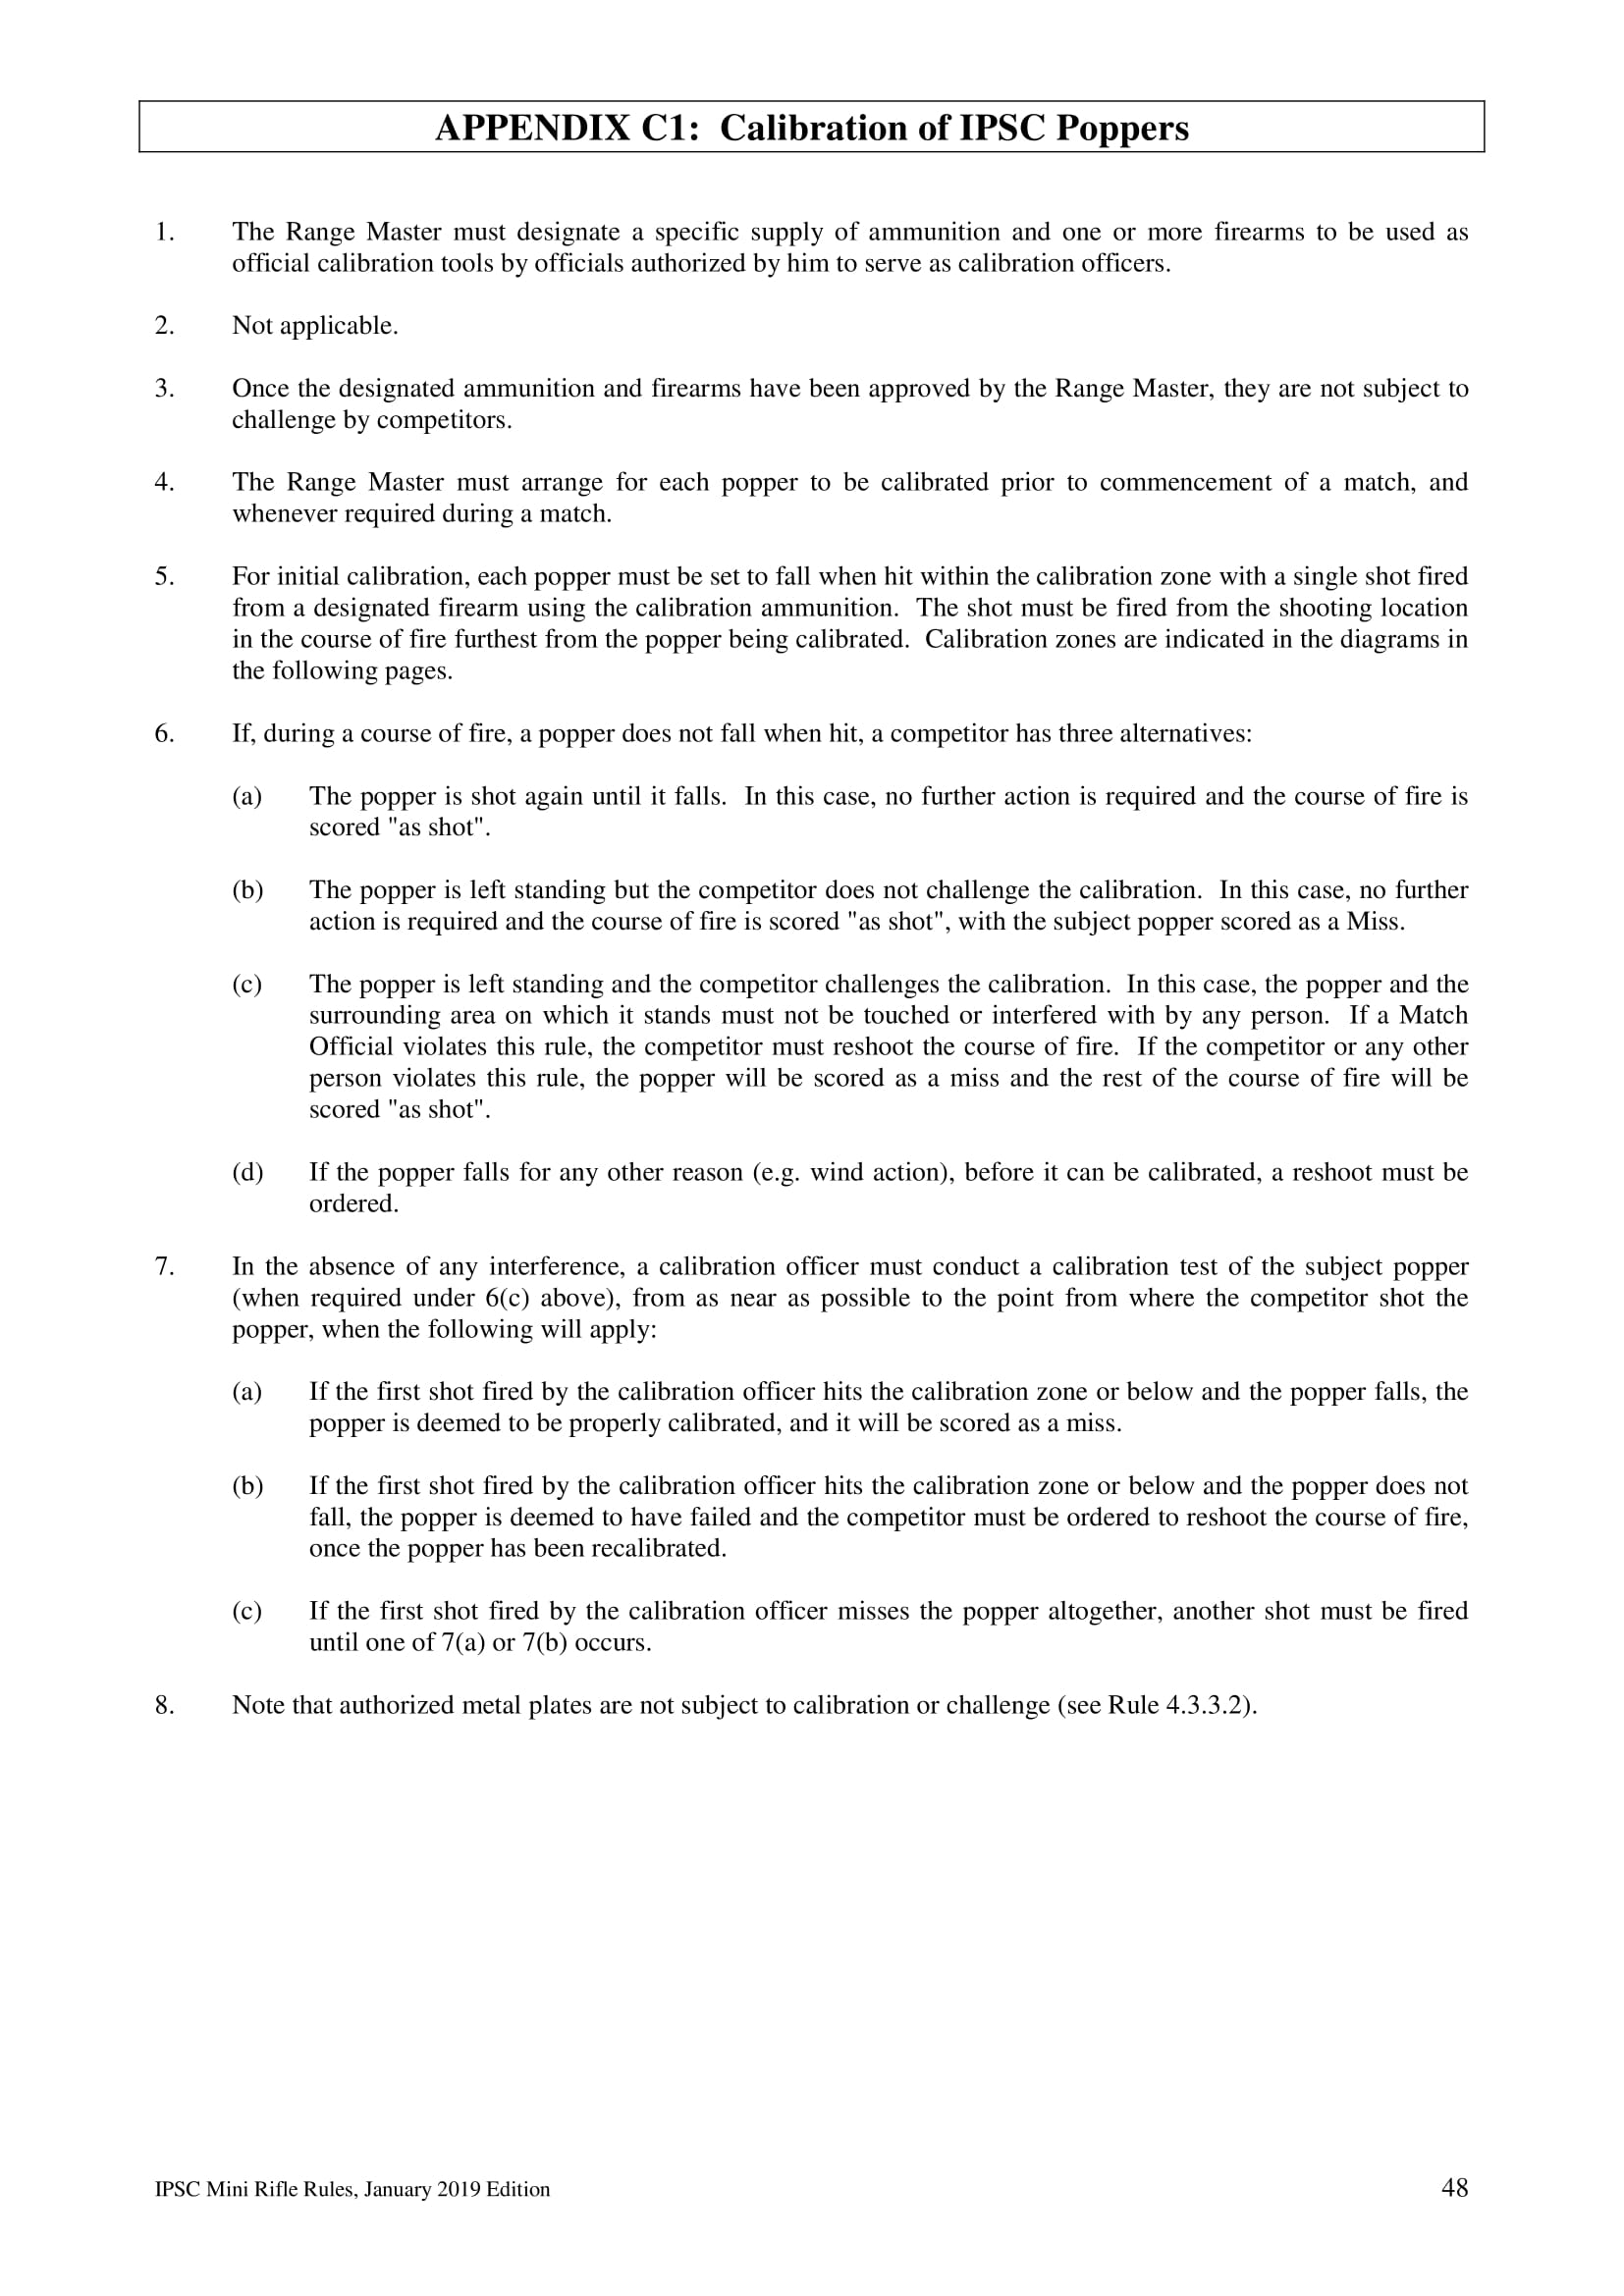 APPENDIX C1:  Calibration of IPSC Poppers
1. The Range Master must designate a specific supply of ammunition and one or more firearms to be used as
official calibration tools by officials authorized by him to serve as calibration officers.
2. Not applicable.
3. Once the designated ammunition and firearms have been approved by the Range Master, they are not subject to
challenge by competitors.
4. The Range Master must arrange for each popper to be calibrated prior to commencement of a match, and
whenever required during a match.
5. For initial calibration, each popper must be set to fall when hit within the calibration zone with a single shot fired
from a designated firearm using the calibration ammunition.  The shot must be fired from the shooting location
in the course of fire furthest from the popper being calibrated.  Calibration zones are indicated in the diagrams in
the following pages.
6. If, during a course of fire, a popper does not fall when hit, a competitor has three alternatives:
(a) The popper is shot again until it falls.  In this case, no further action is required and the course of fire is
scored "as shot".
(b) The popper is left standing but the competitor does not challenge the calibration.  In this case, no further
action is required and the course of fire is scored "as shot", with the subject popper scored as a Miss.
(c) The popper is left standing and the competitor challenges the calibration.  In this case, the popper and the
surrounding area on which it stands must not be touched or interfered with by any person.  If a Match
Official violates this rule, the competitor must reshoot the course of fire.  If the competitor or any other
person violates this rule, the popper will be scored as a miss and the rest of the course of fire will be
scored "as shot".
(d) If the popper falls for any other reason (e.g. wind action), before it can be calibrated, a reshoot must be
ordered.
7. In the absence of any interference, a calibration officer must conduct a calibration test of the subject popper
(when required under 6(c) above), from as near as possible to the point from where the competitor shot the
popper, when the following will apply:
(a) If the first shot fired by the calibration officer hits the calibration zone or below and the popper falls, the
popper is deemed to be properly calibrated, and it will be scored as a miss.
(b) If the first shot fired by the calibration officer hits the calibration zone or below and the popper does not
fall, the popper is deemed to have failed and the competitor must be ordered to reshoot the course of fire,
once the popper has been recalibrated.
(c) If the first shot fired by the calibration officer misses the popper altogether, another shot must be fired
until one of 7(a) or 7(b) occurs.
8. Note that authorized metal plates are not subject to calibration or challenge (see Rule 4.3.3.2).
IPSC Mini Rifle Rules, January 2019 Edition 48